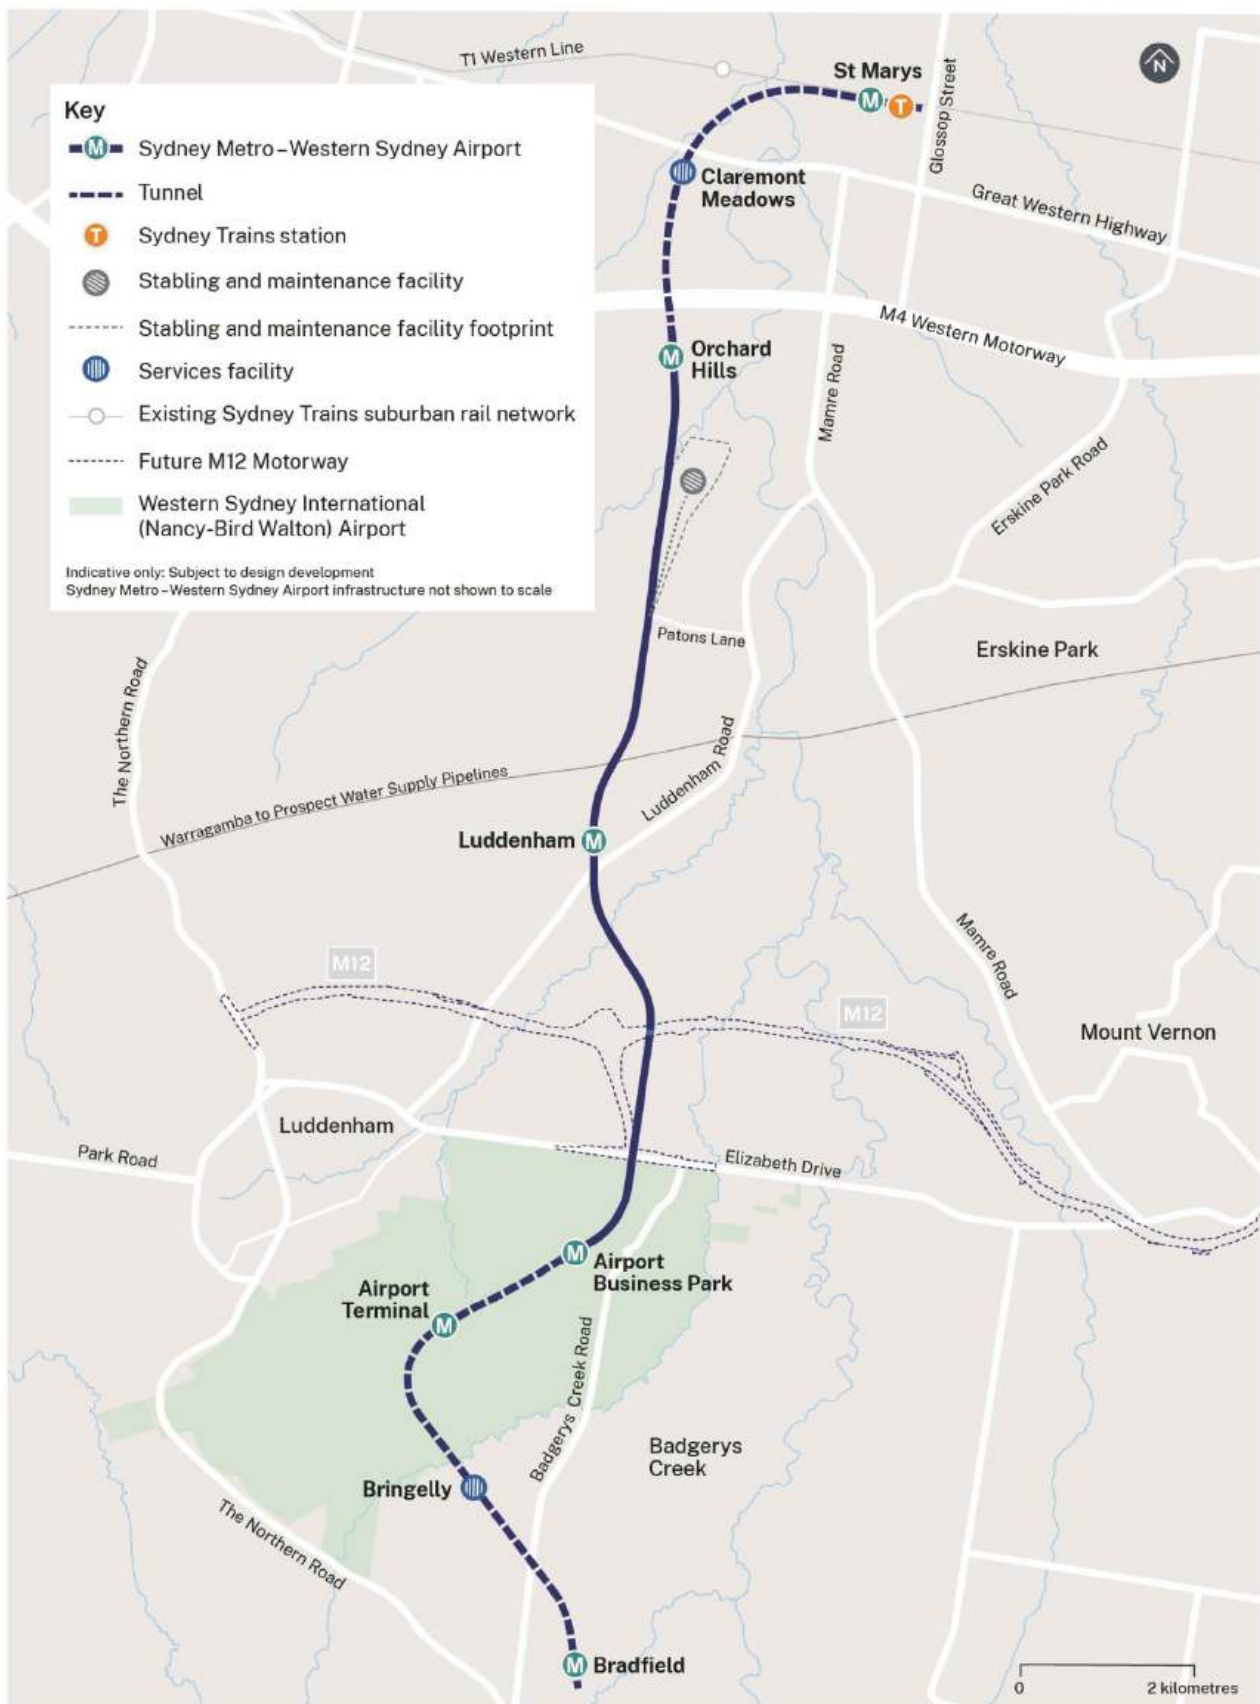 T1 Western Line
St Marys
N
M
T
Glossop Street
Key
M Sydney Metro – Western Sydney Airport
Tunnel
T Sydney Trains station
Stabling and maintenance facility
Stabling and maintenance facility footprint
Services facility
Existing Sydney Trains suburban rail network
Future M12 Motorway
Western Sydney International
(Nancy-Bird Walton) Airport
Indicative only: Subject to design development
Sydney Metro – Western Sydney Airport infrastructure not shown to scale
Claremont
Meadows
Great Western Highway
M4 Western Motorway
M
Orchard
Hills
Mamre Road
Erskine Park Road
Patons Lane
Erskine Park
The Northern Road
Luddenham Road
Warragamba to Prospect Water Supply Pipelines
Luddenham M
Mamre Road
M12
M12
Mount Vernon
Luddenham
Park Road
Elizabeth Drive
M
Airport
Business Park
Airport
Terminal
M
Badgerys Creek Road
Badgerys
Creek
Bringelly
The Northern Road
M Bradfield
0 2 kilometres